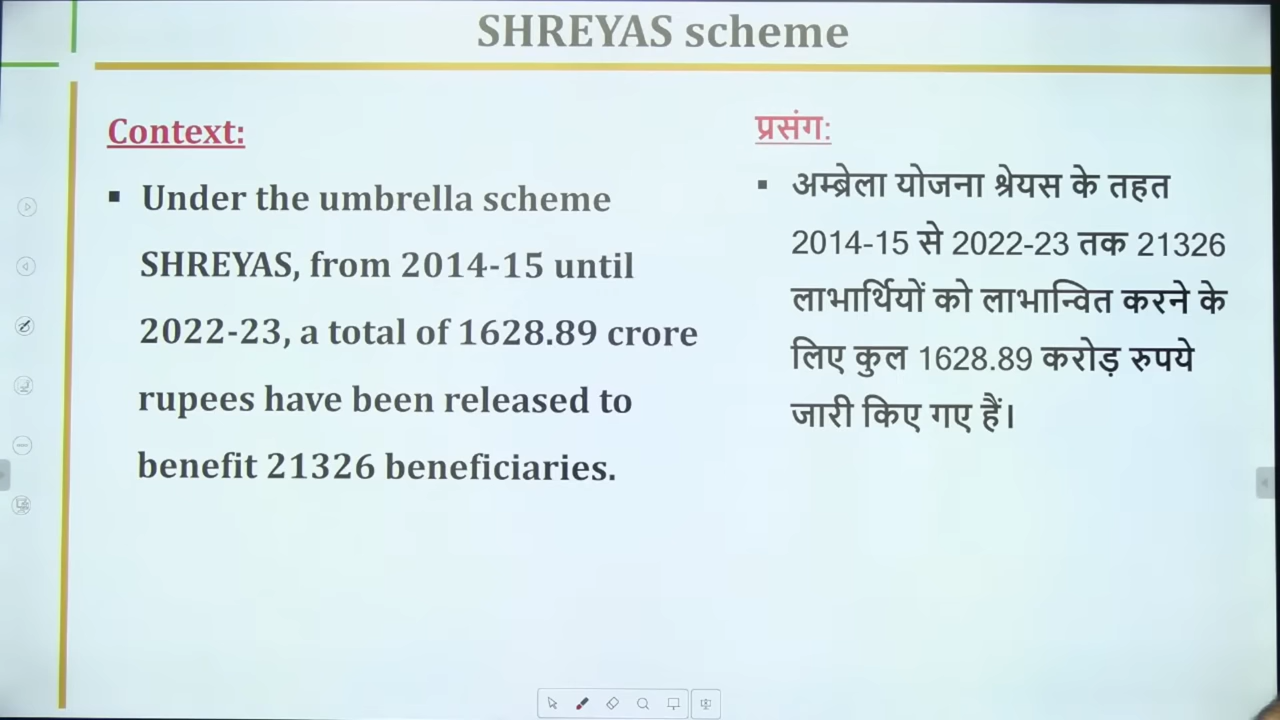 SHREYAS scheme
Context:
▪ Under the umbrella scheme
SHREYAS, from 2014-15 until
2022-23, a total of 1628.89 crore
rupees have been released to
benefit 21326 beneficiaries.
प्रसंग:
▪ अम्ब्रेला योजना श्रेयस के तहत
2014-15 से 2022-23 तक 21326
लाभार्थियों को लाभान्वित करने के
लिए कुल 1628.89 करोड़ रुपये
जारी किए गए हैं।